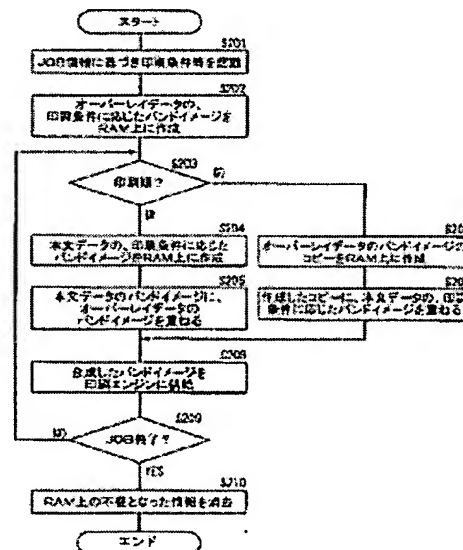 スタート
S201
JOB情報に基づき印刷条件等を認識
S202
オーバーレイデータの、
印刷条件に応じたバンドイメージを
RAM上に作成
S203
印刷順?
S204
本文データの、印刷条件に応じた
バンドイメージをRAM上に作成
オーバーレイデータのバンドイメージの
コピーをRAM上に作成
S205
本文データのバンドイメージに、
オーバーレイデータの
バンドイメージを重ねる
作成したコピーに、本文データの、印刷
条件に応じたバンドイメージを重ねる
S208
合成したバンドイメージを
印刷エンジンに供給
S209
JOB終了?
NO
YES
S210
RAM上の不要となった情報を消去
エンド